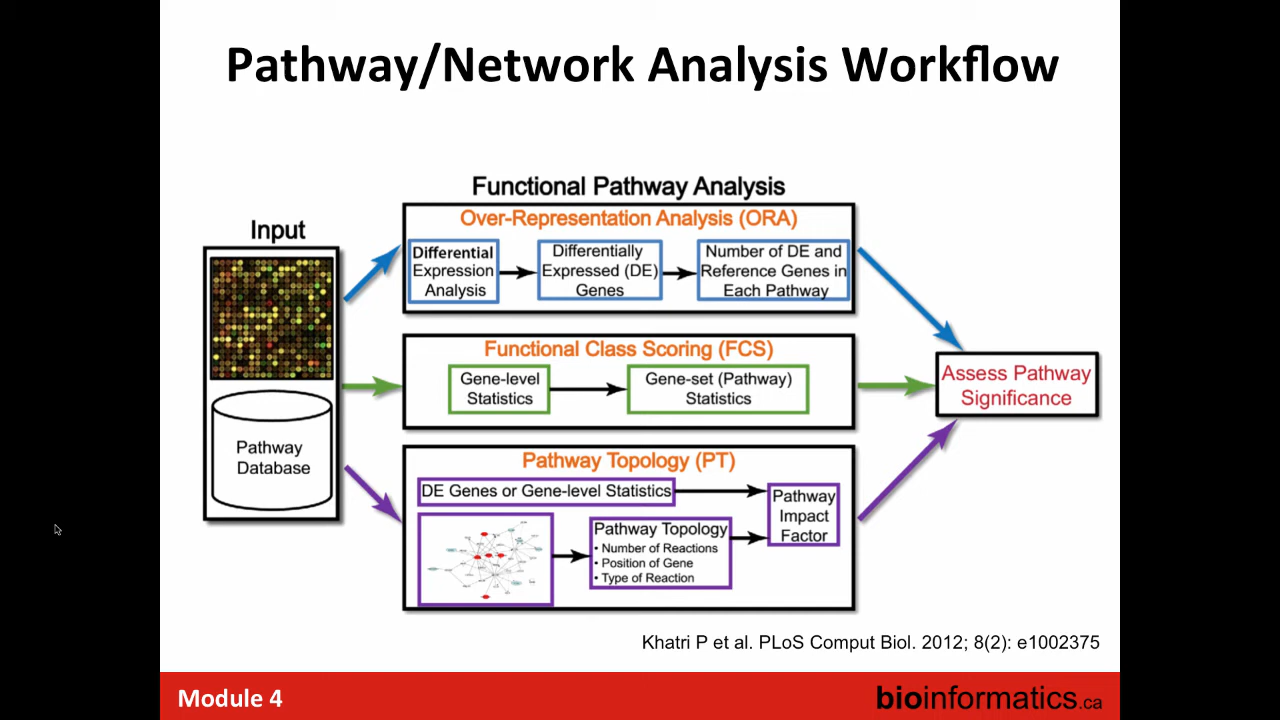 Pathway/Network Analysis Workflow
Functional Pathway Analysis
Input
Pathway
Database
Over-Representation Analysis (ORA)
Differential
Expression
Analysis
Differentially
Expressed (DE)
Genes
Number of DE and
Reference Genes in
Each Pathway
Functional Class Scoring (FCS)
Gene-level
Statistics
Gene-set (Pathway)
Statistics
Pathway Topology (PT)
DE Genes or Gene-level Statistics
Pathway Topology
• Number of Reactions
• Position of Gene
• Type of Reaction
Pathway
Impact
Factor
Assess Pathway
Significance
Khatri P et al. PLoS Comput Biol. 2012; 8(2): e1002375
Module 4
bioinformatics.ca